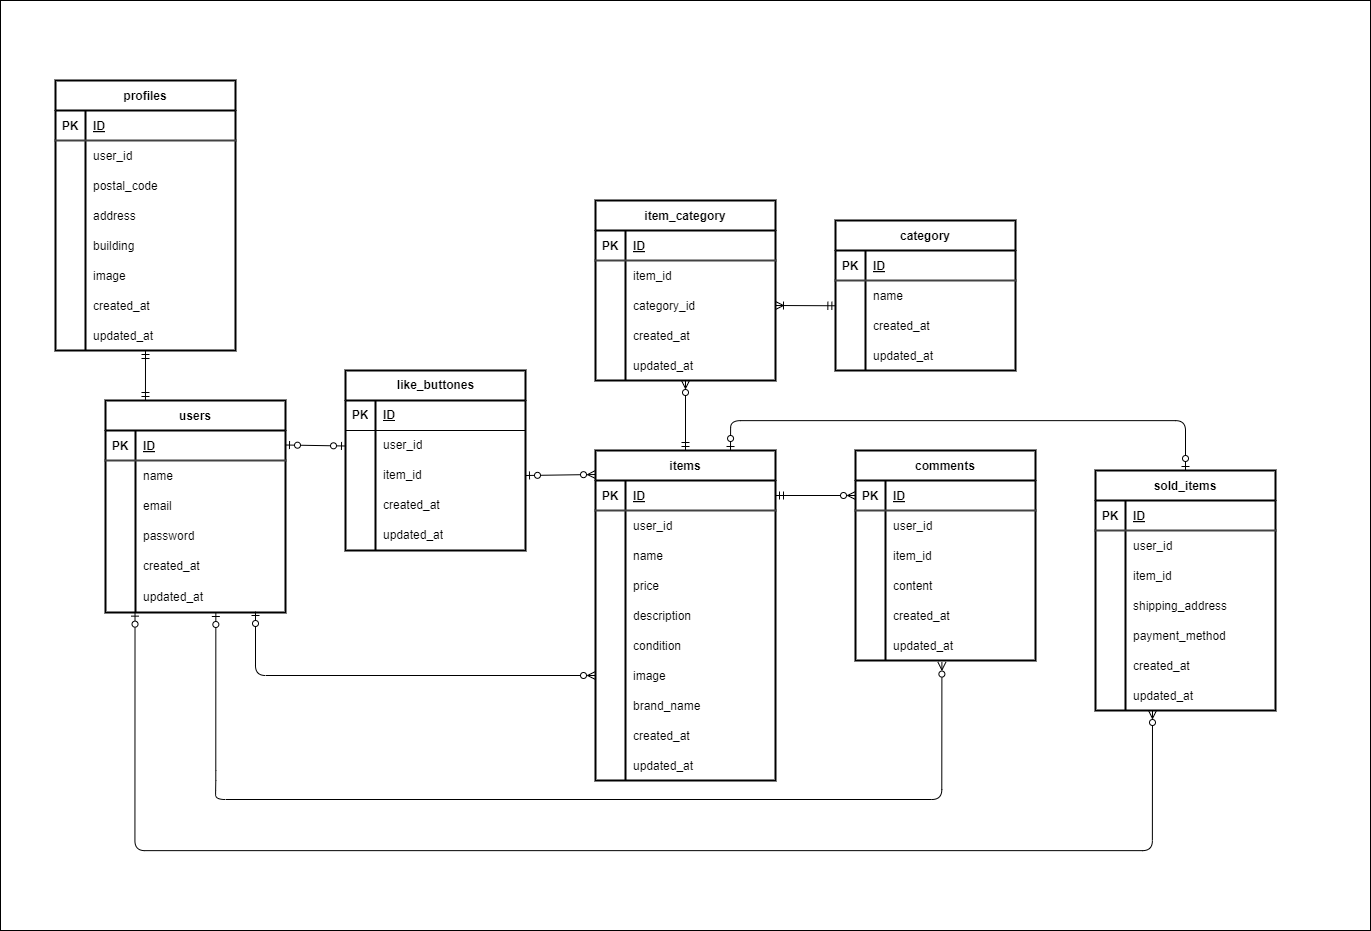 profiles
PK ID
user_id
postal_code
address
building
image
created_at
updated_at
item_category
PK ID
item_id
category_id
created_at
updated_at
category
PK ID
name
created_at
updated_at
users
PK ID
name
email
password
created_at
updated_at
like_buttones
PK ID
user_id
item_id
created_at
updated_at
items
PK ID
user_id
name
price
description
condition
image
brand_name
created_at
updated_at
comments
PK ID
user_id
item_id
content
created_at
updated_at
sold_items
PK ID
user_id
item_id
shipping_address
payment_method
created_at
updated_at